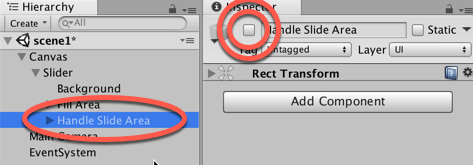 Hierarchy
Create
All
scene1*
Canvas
Slider
Background
Fill Area
Handle Slide Area
Main Camera
EventSystem
Inspector
Handle Slide Area
Static
Tag Untagged Layer UI
Rect Transform
Add Component